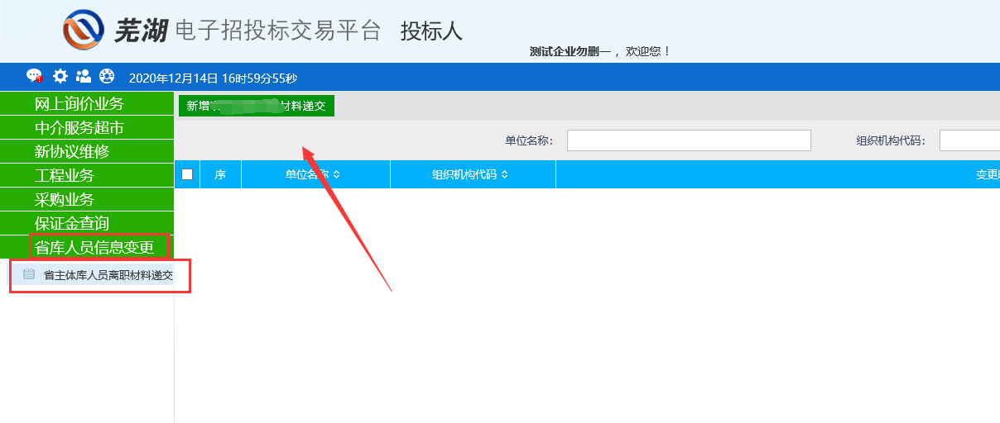 芜湖 电子招投标交易平台 投标人
测试企业勿删一 ，欢迎您！
2020年12月14日 16时59分55秒
网上询价业务
中介服务超市
新协议维修
工程业务
采购业务
保证金查询
省库人员信息变更
省主体库人员离职材料递交
新增 材料递交
单位名称： 组织机构代码：
序 单位名称 组织机构代码 变更